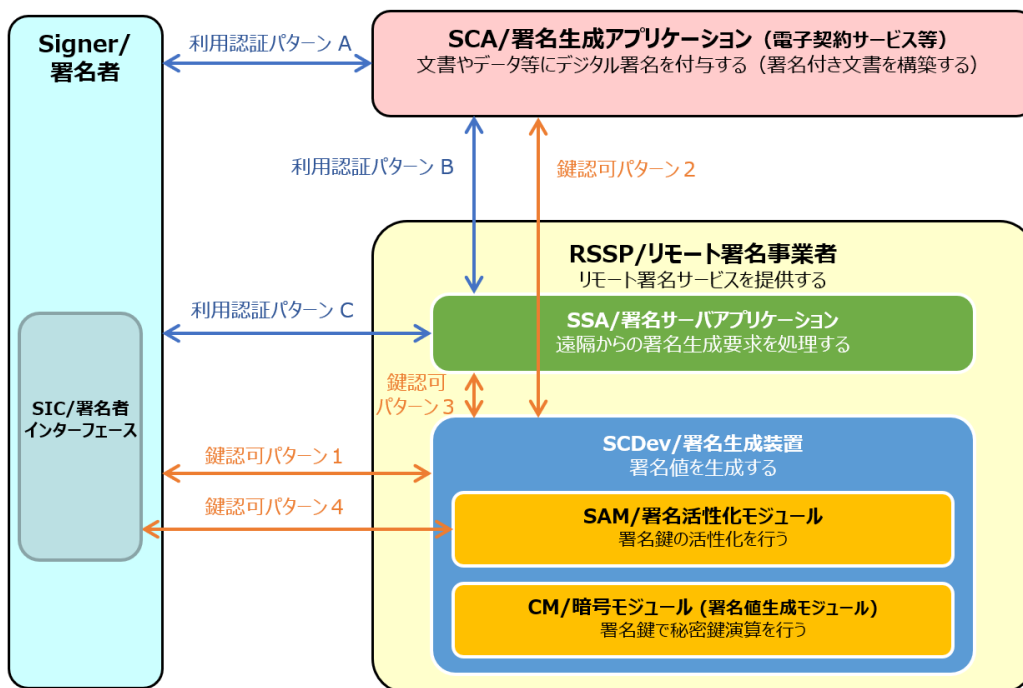 Signer/
署名者
利用認証パターン A
SCA/署名生成アプリケーション（電子契約サービス等）
文書やデータ等にデジタル署名を付与する（署名付き文書を構築する）
利用認証パターン B
鍵認可パターン２
RSSP/リモート署名事業者
リモート署名サービスを提供する
利用認証パターン C
SSA/署名サーバアプリケーション
遠隔からの署名生成要求を処理する
鍵認可
パターン３
SIC/署名者
インターフェース
SCDev/署名生成装置
署名値を生成する
鍵認可パターン１
鍵認可パターン４
SAM/署名活性化モジュール
署名鍵の活性化を行う
CM/暗号モジュール (署名値生成モジュール)
署名鍵で秘密鍵演算を行う